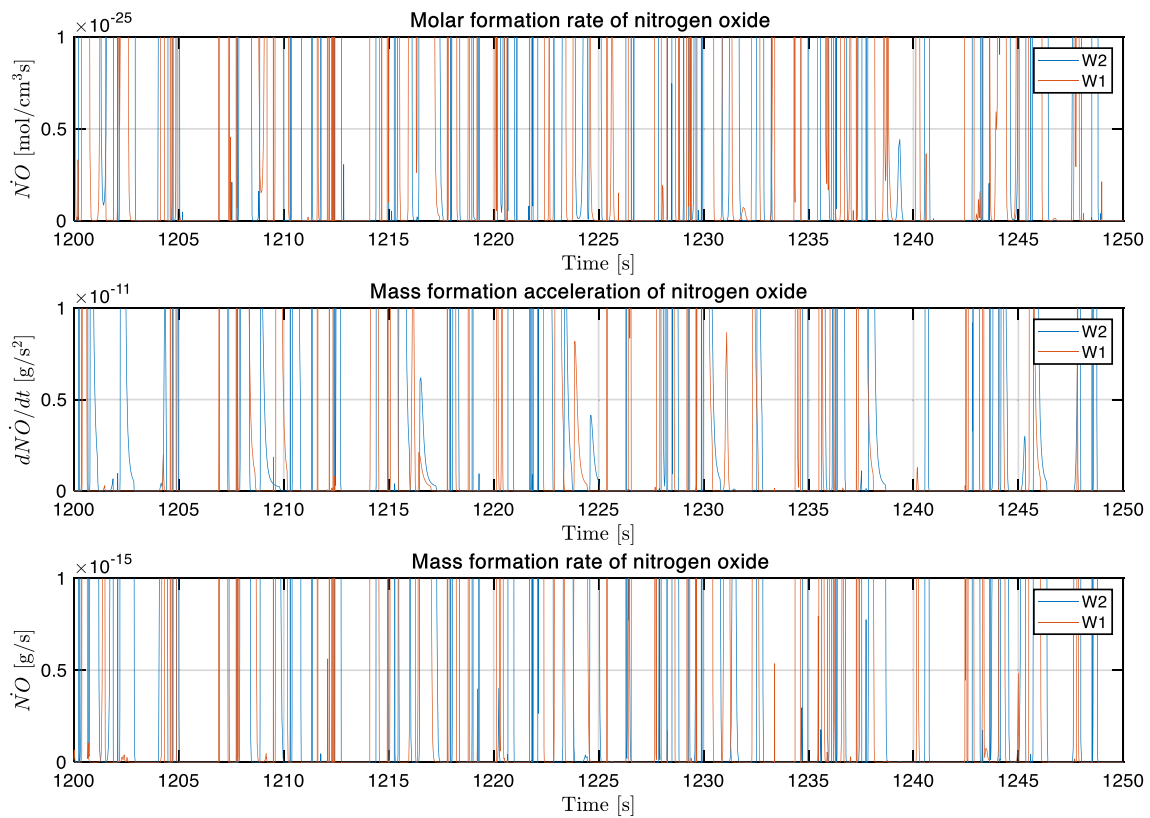 Molar formation rate of nitrogen oxide
×10⁻²⁵
1
0.5
0
ṄO [mol/cm³s]
W2
W1
1200 1205 1210 1215 1220 1225 1230 1235 1240 1245 1250
Time [s]
Mass formation acceleration of nitrogen oxide
×10⁻¹¹
1
0.5
0
dṄO/dt [g/s²]
W2
W1
1200 1205 1210 1215 1220 1225 1230 1235 1240 1245 1250
Time [s]
Mass formation rate of nitrogen oxide
×10⁻¹⁵
1
0.5
0
ṄO [g/s]
W2
W1
1200 1205 1210 1215 1220 1225 1230 1235 1240 1245 1250
Time [s]